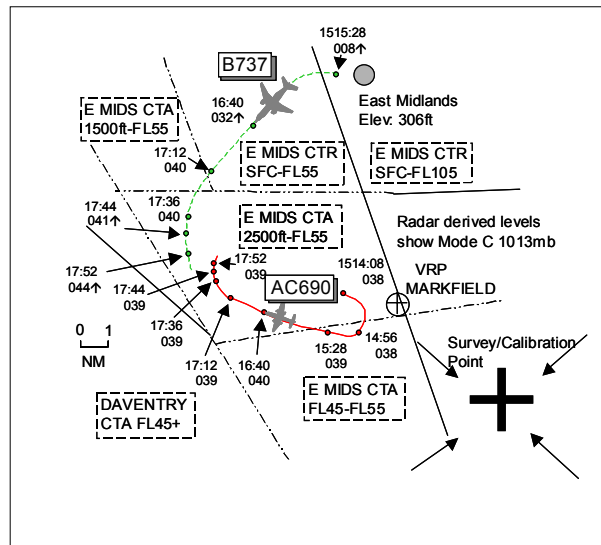 1515:28
008↑
B737
East Midlands
Elev: 306ft
16:40
032↑
E MIDS CTA
1500ft-FL55
E MIDS CTR
SFC-FL55
E MIDS CTR
SFC-FL105
17:12
040
17:44
041↑
17:36
040
E MIDS CTA
2500ft-FL55
Radar derived levels
show Mode C 1013mb
17:52
044↑
17:52
039
AC690
1514:08
038
VRP
MARKFIELD
17:44
039
17:36
039
0 1
NM
17:12
039
16:40
040
15:28
039
14:56
038
Survey/Calibration
Point
E MIDS CTA
FL45-FL55
DAVENTRY
CTA FL45+